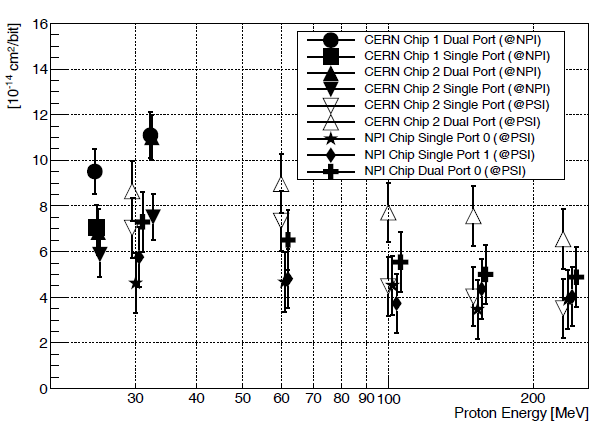 [10-14 cm2/bit]
16
14
12
10
8
6
4
2
0
CERN Chip 1 Dual Port (@NPI)
CERN Chip 1 Single Port (@NPI)
CERN Chip 2 Dual Port (@NPI)
CERN Chip 2 Single Port (@NPI)
CERN Chip 2 Single Port (@PSI)
CERN Chip 2 Dual Port (@PSI)
NPI Chip Single Port 0 (@PSI)
NPI Chip Single Port 1 (@PSI)
NPI Chip Dual Port 0 (@PSI)
30 40 50 60 70 80 90 100 200
Proton Energy [MeV]